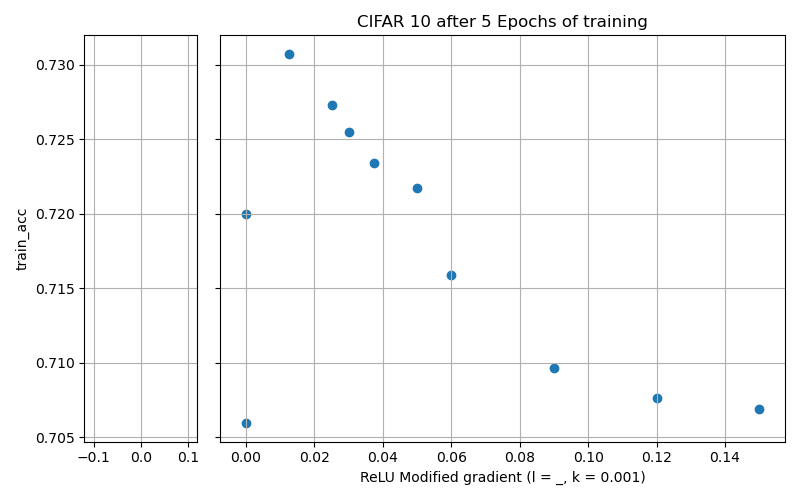 CIFAR 10 after 5 Epochs of training
0.730
0.725
0.720
0.715
0.710
0.705
train_acc
−0.1 0.0 0.1
0.00 0.02 0.04 0.06 0.08 0.10 0.12 0.14
ReLU Modified gradient (l = _, k = 0.001)